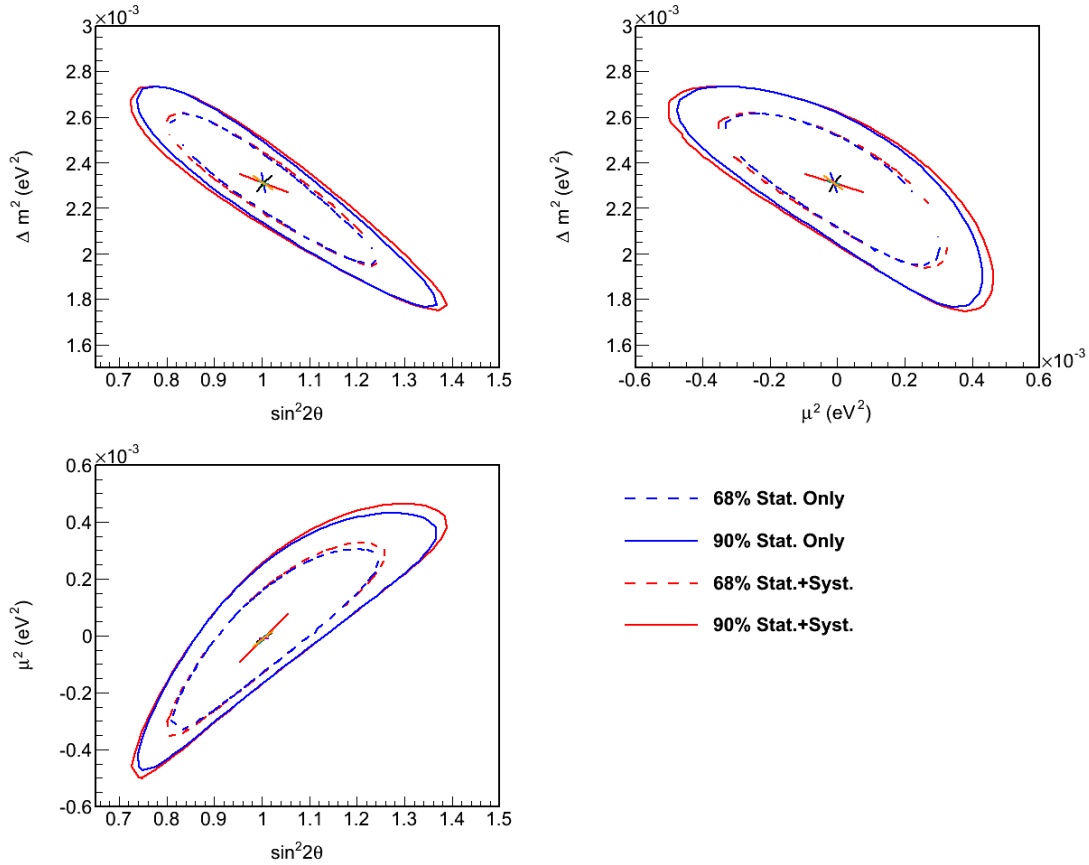 ×10⁻³
3
2.8
2.6
2.4
2.2
2
1.8
1.6
Δ m² (eV²)
0.7 0.8 0.9 1 1.1 1.2 1.3 1.4 1.5
sin²2θ
×10⁻³
3
2.8
2.6
2.4
2.2
2
1.8
1.6
Δ m² (eV²)
-0.6 -0.4 -0.2 0 0.2 0.4 0.6
×10⁻³
μ² (eV²)
×10⁻³
0.6
0.4
0.2
0
-0.2
-0.4
-0.6
μ² (eV²)
0.7 0.8 0.9 1 1.1 1.2 1.3 1.4 1.5
sin²2θ
68% Stat. Only
90% Stat. Only
68% Stat.+Syst.
90% Stat.+Syst.